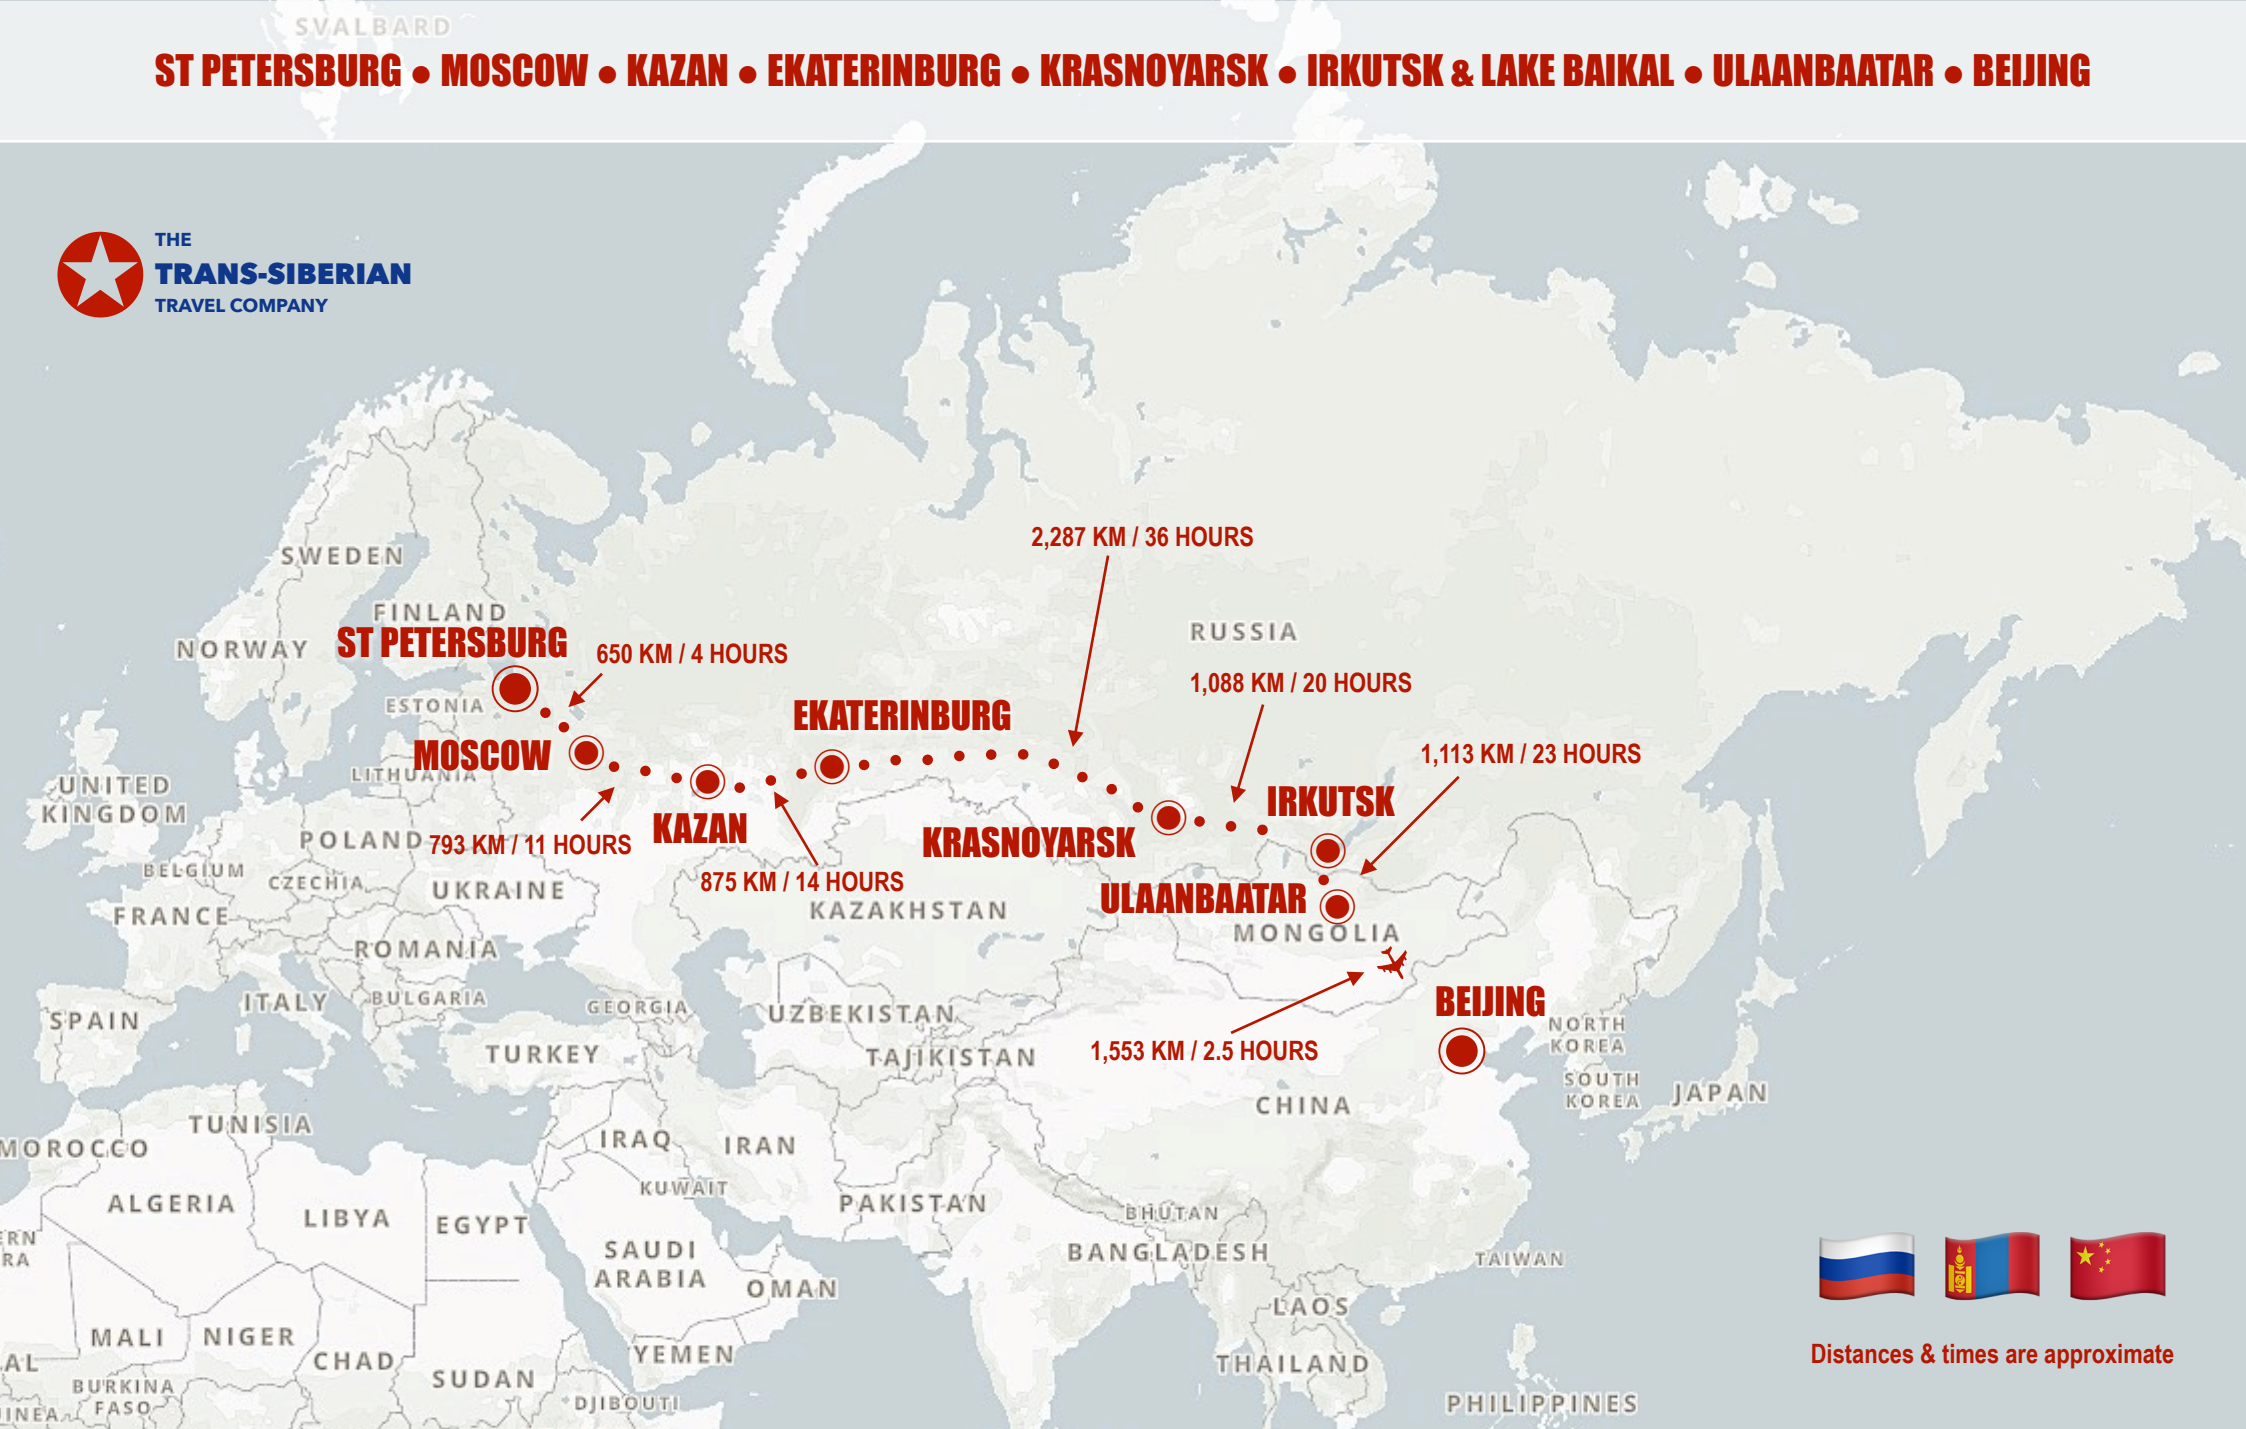 SVALBARD
ST PETERSBURG ● MOSCOW ● KAZAN ● EKATERINBURG ● KRASNOYARSK ● IRKUTSK & LAKE BAIKAL ● ULAANBAATAR ● BEIJING
THE
TRANS-SIBERIAN
TRAVEL COMPANY
2,287 KM / 36 HOURS
SWEDEN
FINLAND
RUSSIA
NORWAY
ST PETERSBURG
650 KM / 4 HOURS
1,088 KM / 20 HOURS
ESTONIA
EKATERINBURG
MOSCOW
1,113 KM / 23 HOURS
LITHUANIA
UNITED
KINGDOM
IRKUTSK
KAZAN
KRASNOYARSK
POLAND
793 KM / 11 HOURS
BELGIUM
CZECHIA
UKRAINE
875 KM / 14 HOURS
ULAANBAATAR
FRANCE
KAZAKHSTAN
MONGOLIA
ROMANIA
ITALY
BULGARIA
GEORGIA
UZBEKISTAN
BEIJING
SPAIN
NORTH
KOREA
TURKEY
TAJIKISTAN
1,553 KM / 2.5 HOURS
SOUTH
KOREA
JAPAN
CHINA
TUNISIA
MOROCCO
IRAQ
IRAN
KUWAIT
ALGERIA
LIBYA
EGYPT
PAKISTAN
BHUTAN
ERN
RA
SAUDI
ARABIA
BANGLADESH
TAIWAN
OMAN
LAOS
MALI
NIGER
CHAD
YEMEN
Distances & times are approximate
AL
SUDAN
THAILAND
BURKINA
FASO
DJIBOUTI
PHILIPPINES
INEA